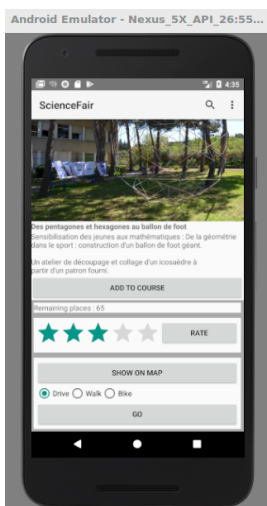 Android Emulator - Nexus_5X_API_26:55...
4:35
ScienceFair
Des pentagones et hexagones au ballon de foot
Sensibilisation des jeunes aux mathématiques : De la géométrie
dans le sport : construction d'un ballon de foot géant.
Un atelier de découpage et collage d'un icosaèdre à
partir d'un patron fourni.
ADD TO COURSE
Remaining places : 65
RATE
SHOW ON MAP
Drive Walk Bike
GO